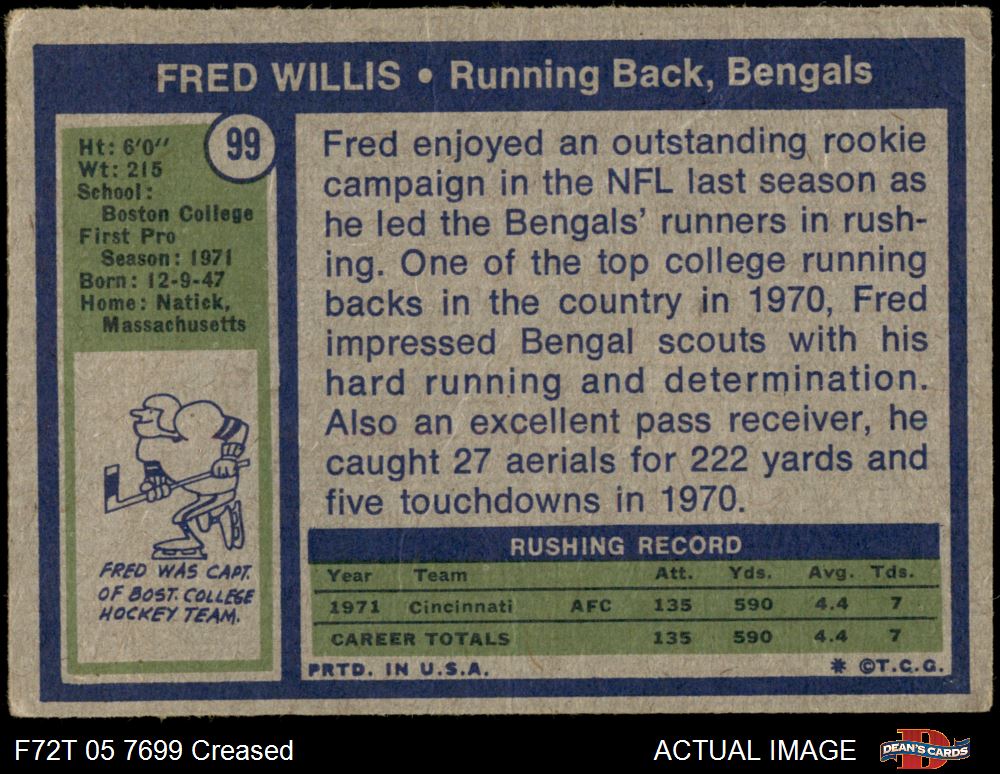 FRED WILLIS • Running Back, Bengals
99
Ht: 6'0''
Wt: 215
School:
Boston College
First Pro
Season: 1971
Born: 12-9-47
Home: Natick,
Massachusetts
FRED WAS CAPT.
OF BOST. COLLEGE
HOCKEY TEAM.
Fred enjoyed an outstanding rookie
campaign in the NFL last season as
he led the Bengals' runners in rush-
ing. One of the top college running
backs in the country in 1970, Fred
impressed Bengal scouts with his
hard running and determination.
Also an excellent pass receiver, he
caught 27 aerials for 222 yards and
five touchdowns in 1970.
RUSHING RECORD
Year Team Att. Yds. Avg. Tds.
1971 Cincinnati AFC 135 590 4.4 7
CAREER TOTALS 135 590 4.4 7
PRTD. IN U.S.A. * ©T.C.G.
F72T 05 7699 Creased ACTUAL IMAGE DEAN'S CARDS